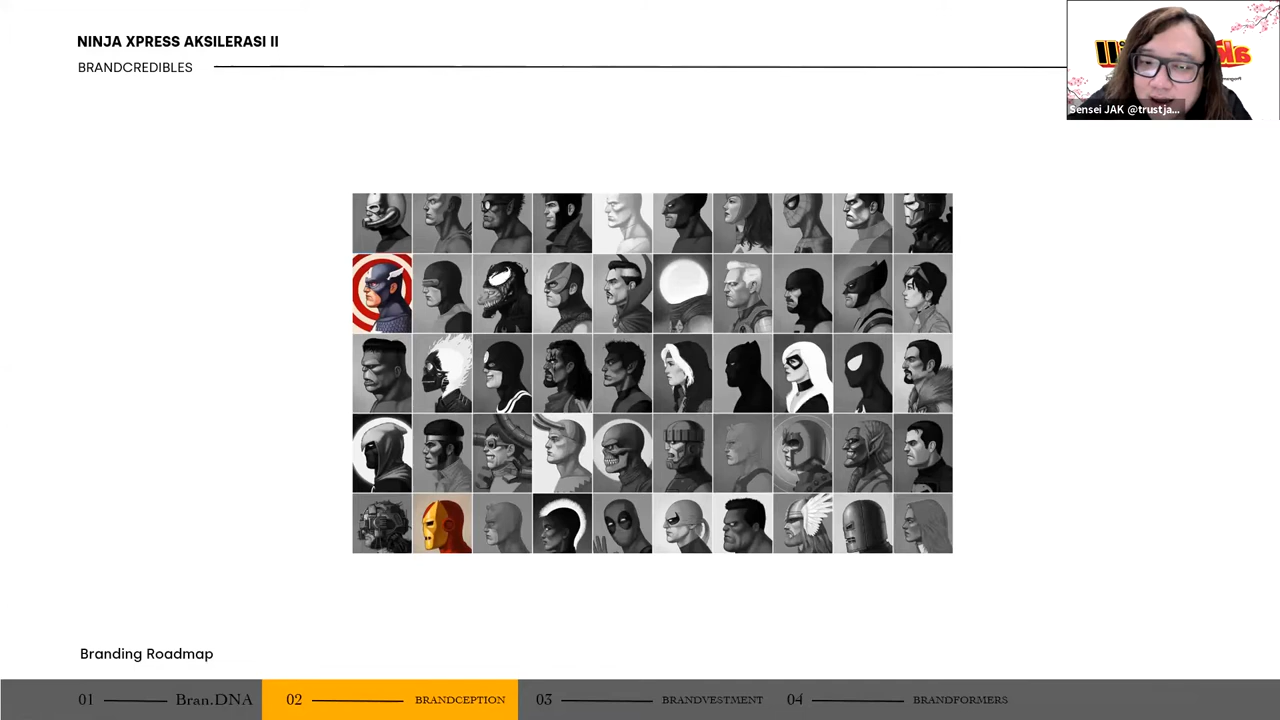 NINJA XPRESS AKSILERASI II
BRANDCREDIBLES
Sensei JAK @trustja...
Branding Roadmap
01 Bran.DNA 02 BRANDCEPTION 03 BRANDVESTMENT 04 BRANDFORMERS